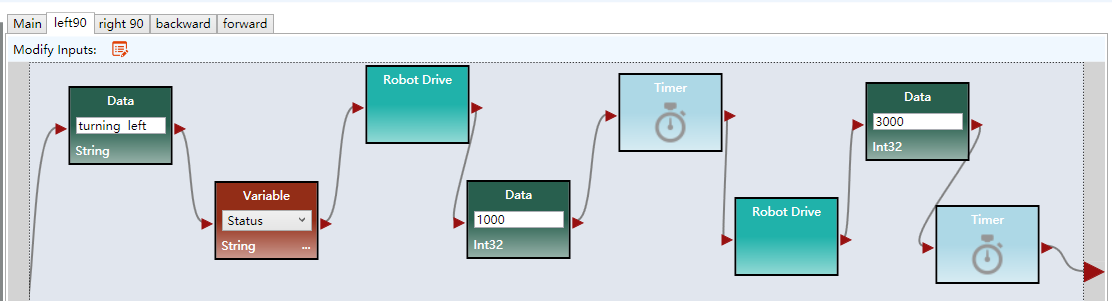 Main left90 right 90 backward forward
Modify Inputs:
Data
turning left
String
Variable
Status
String ...
Robot Drive
Data
1000
Int32
Timer
Robot Drive
Data
3000
Int32
Timer